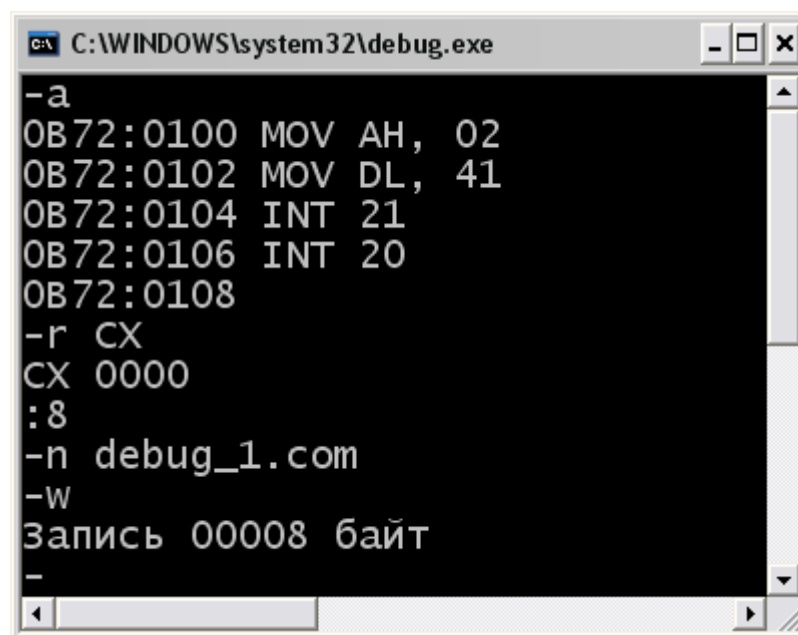 C:\WINDOWS\system32\debug.exe
-a
0B72:0100 MOV AH, 02
0B72:0102 MOV DL, 41
0B72:0104 INT 21
0B72:0106 INT 20
0B72:0108
-r CX
CX 0000
:8
-n debug_1.com
-w
Запись 00008 байт
-